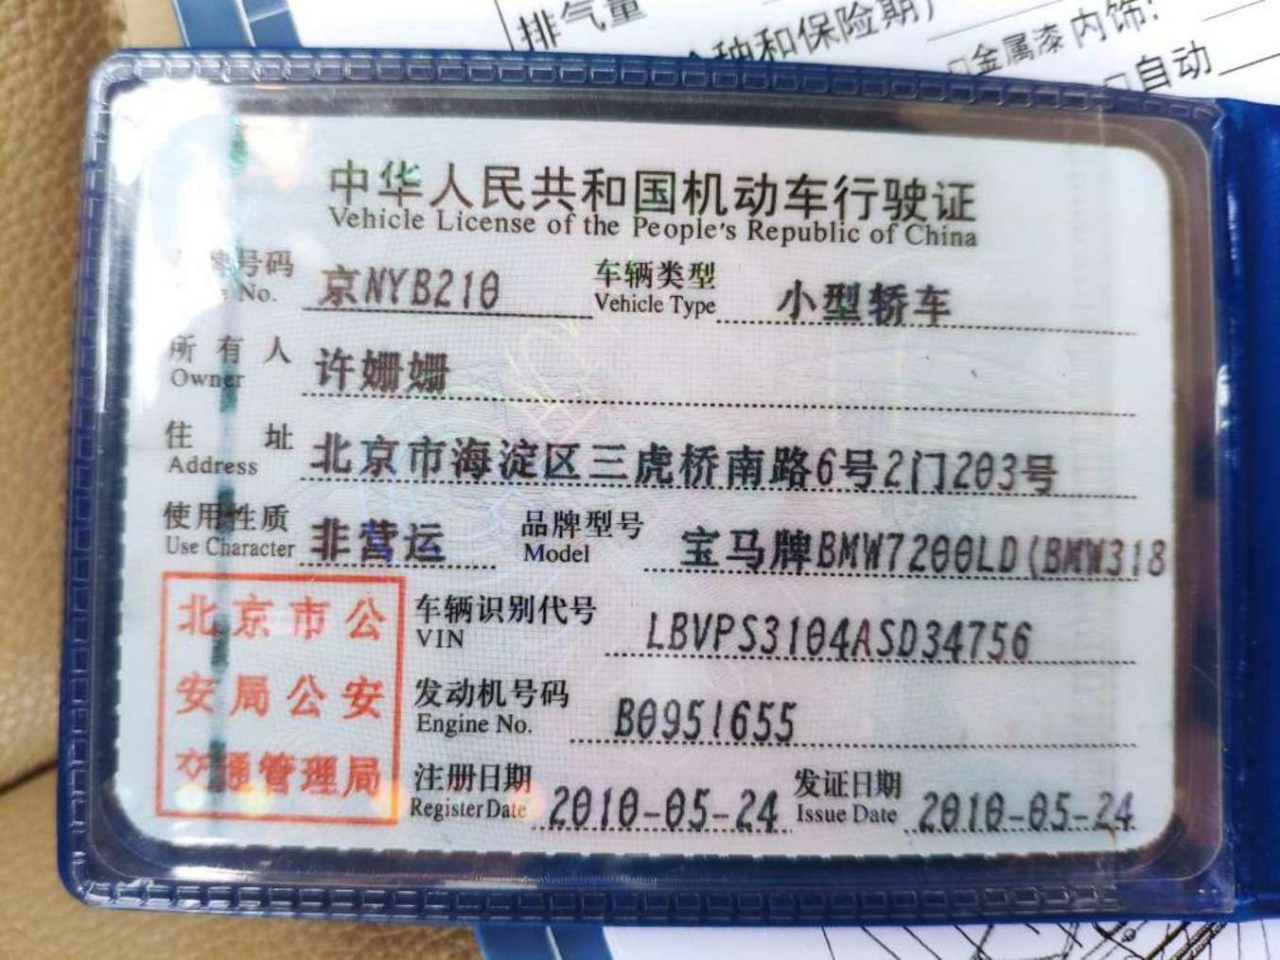 排气量
种和保险期)
□金属漆 内饰:
□自动
中华人民共和国机动车行驶证
Vehicle License of the People's Republic of China
号码 京NYB210 车辆类型 小型轿车
No. Vehicle Type
所有人 许姗姗
Owner
住址 北京市海淀区三虎桥南路6号2门203号
Address
使用性质 非营运 品牌型号 宝马牌BMW7200LD(BMW318
Use Character Model
北京市公
安局公安
交通管理局
车辆识别代号 LBVPS3104ASD34756
VIN
发动机号码 B0951655
Engine No.
注册日期 2010-05-24 发证日期 2010-05-24
Register Date Issue Date